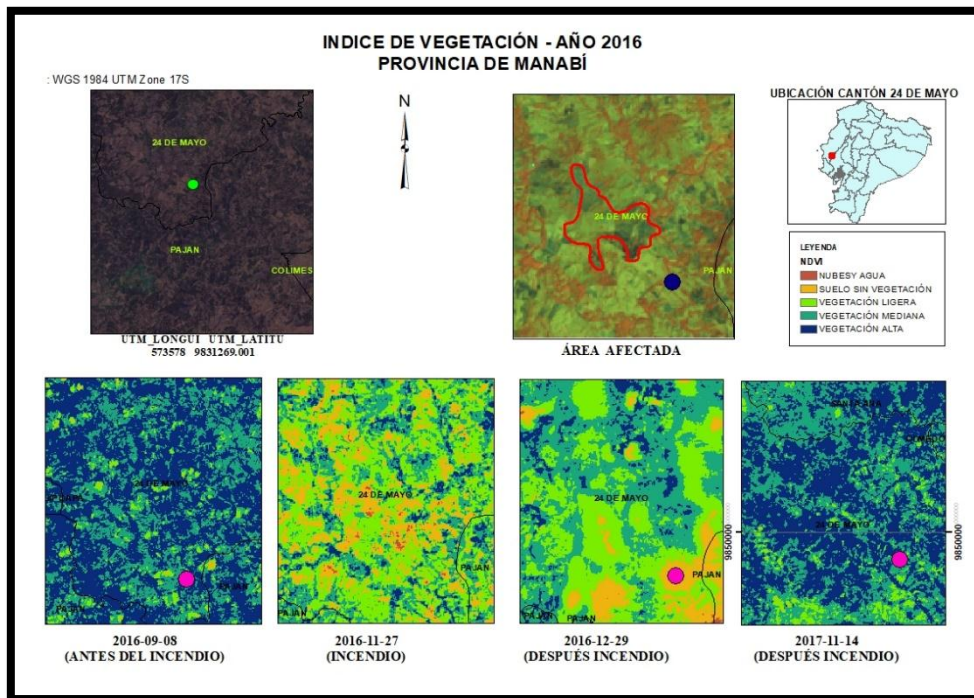 INDICE DE VEGETACIÓN - AÑO 2016
PROVINCIA DE MANABÍ
: WGS 1984 UTM Zone 17S
N
UBICACIÓN CANTÓN 24 DE MAYO
24 DE MAYO
PAJAN
COLIMES
24 DE MAYO
PAJAN
LEYENDA
NDVI
NUBESY AGUA
SUELO SIN VEGETACIÓN
VEGETACIÓN LIGERA
VEGETACIÓN MEDIANA
VEGETACIÓN ALTA
UTM_LONGUI UTM_LATITU
573578 9831269.001
ÁREA AFECTADA
24 DE MAYO
PAJAN
PAJAN
24 DE MAYO
PAJAN
24 DE MAYO
PAJAN
PAJAN
PAJAN
SANTA ANA
24 DE MAYO
9850000
9850000
2016-09-08
(ANTES DEL INCENDIO)
2016-11-27
(INCENDIO)
2016-12-29
(DESPUÉS INCENDIO)
2017-11-14
(DESPUÉS INCENDIO)